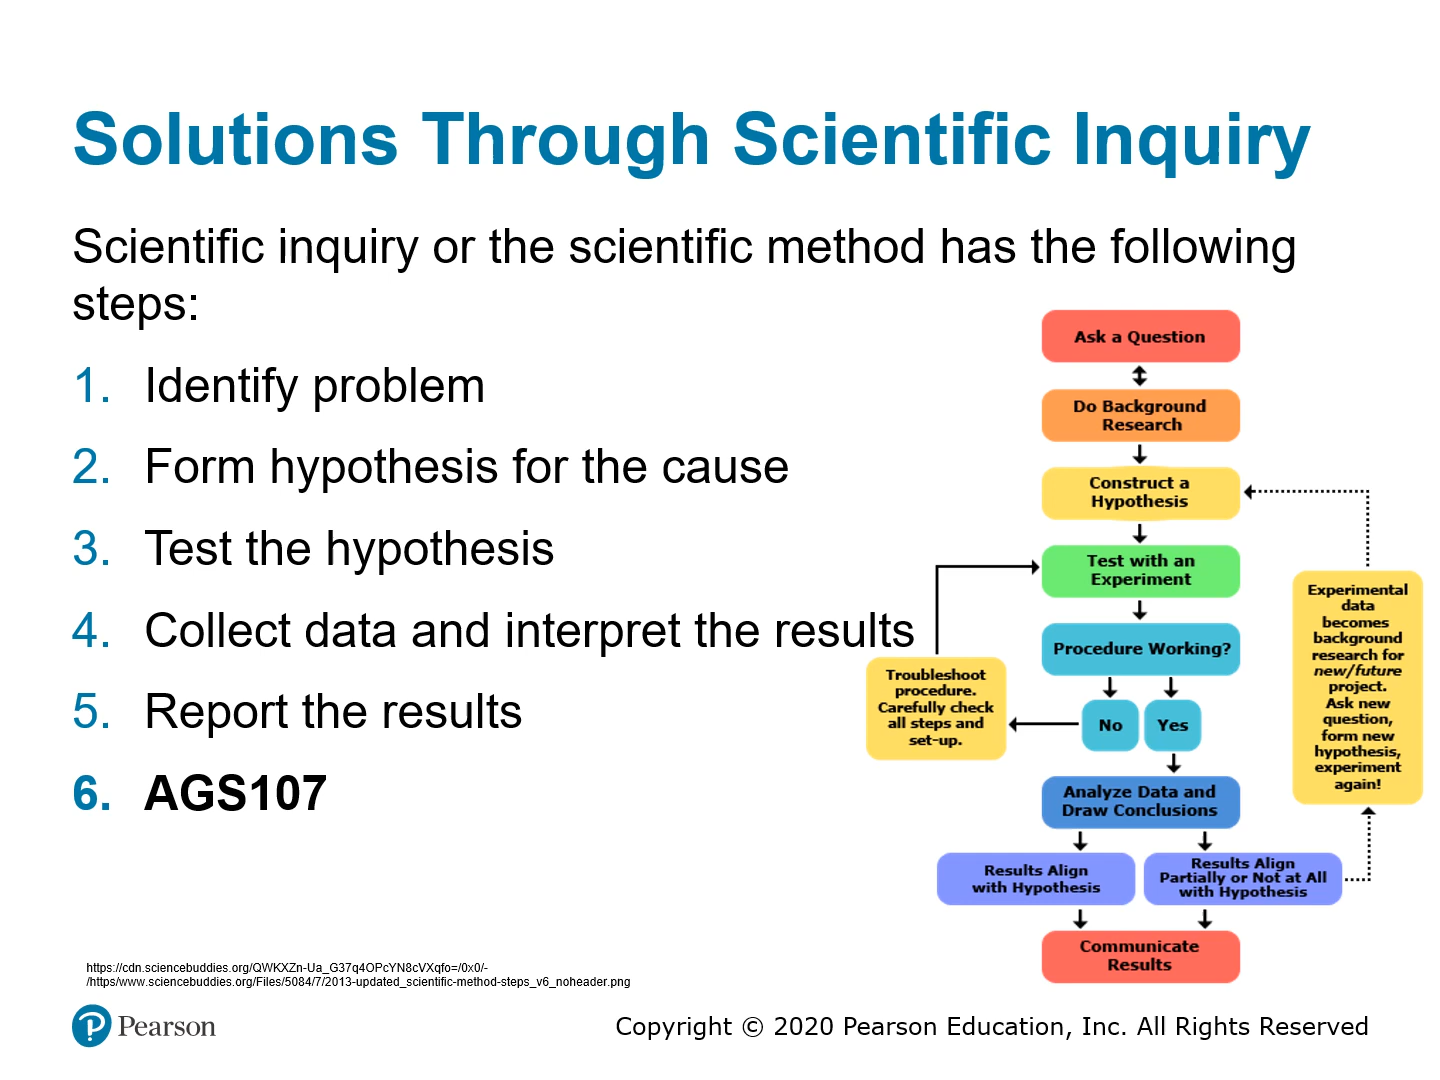 Solutions Through Scientific Inquiry
Scientific inquiry or the scientific method has the following
steps:
1. Identify problem
2. Form hypothesis for the cause
3. Test the hypothesis
4. Collect data and interpret the results
5. Report the results
6. AGS107
Ask a Question
Do Background
Research
Construct a
Hypothesis
Test with an
Experiment
Procedure Working?
No
Yes
Troubleshoot
procedure.
Carefully check
all steps and
set-up.
Analyze Data and
Draw Conclusions
Results Align
with Hypothesis
Results Align
Partially or Not at All
with Hypothesis
Experimental
data
becomes
background
research for
new/future
project.
Ask new
question,
form new
hypothesis,
experiment
again!
Communicate
Results
https://cdn.sciencebuddies.org/QWKXZn-Ua_G37q4OPcYN8cVXqfo=/0x0/-
/https/www.sciencebuddies.org/Files/5084/7/2013-updated_scientific-method-steps_v6_noheader.png
Pearson
Copyright © 2020 Pearson Education, Inc. All Rights Reserved